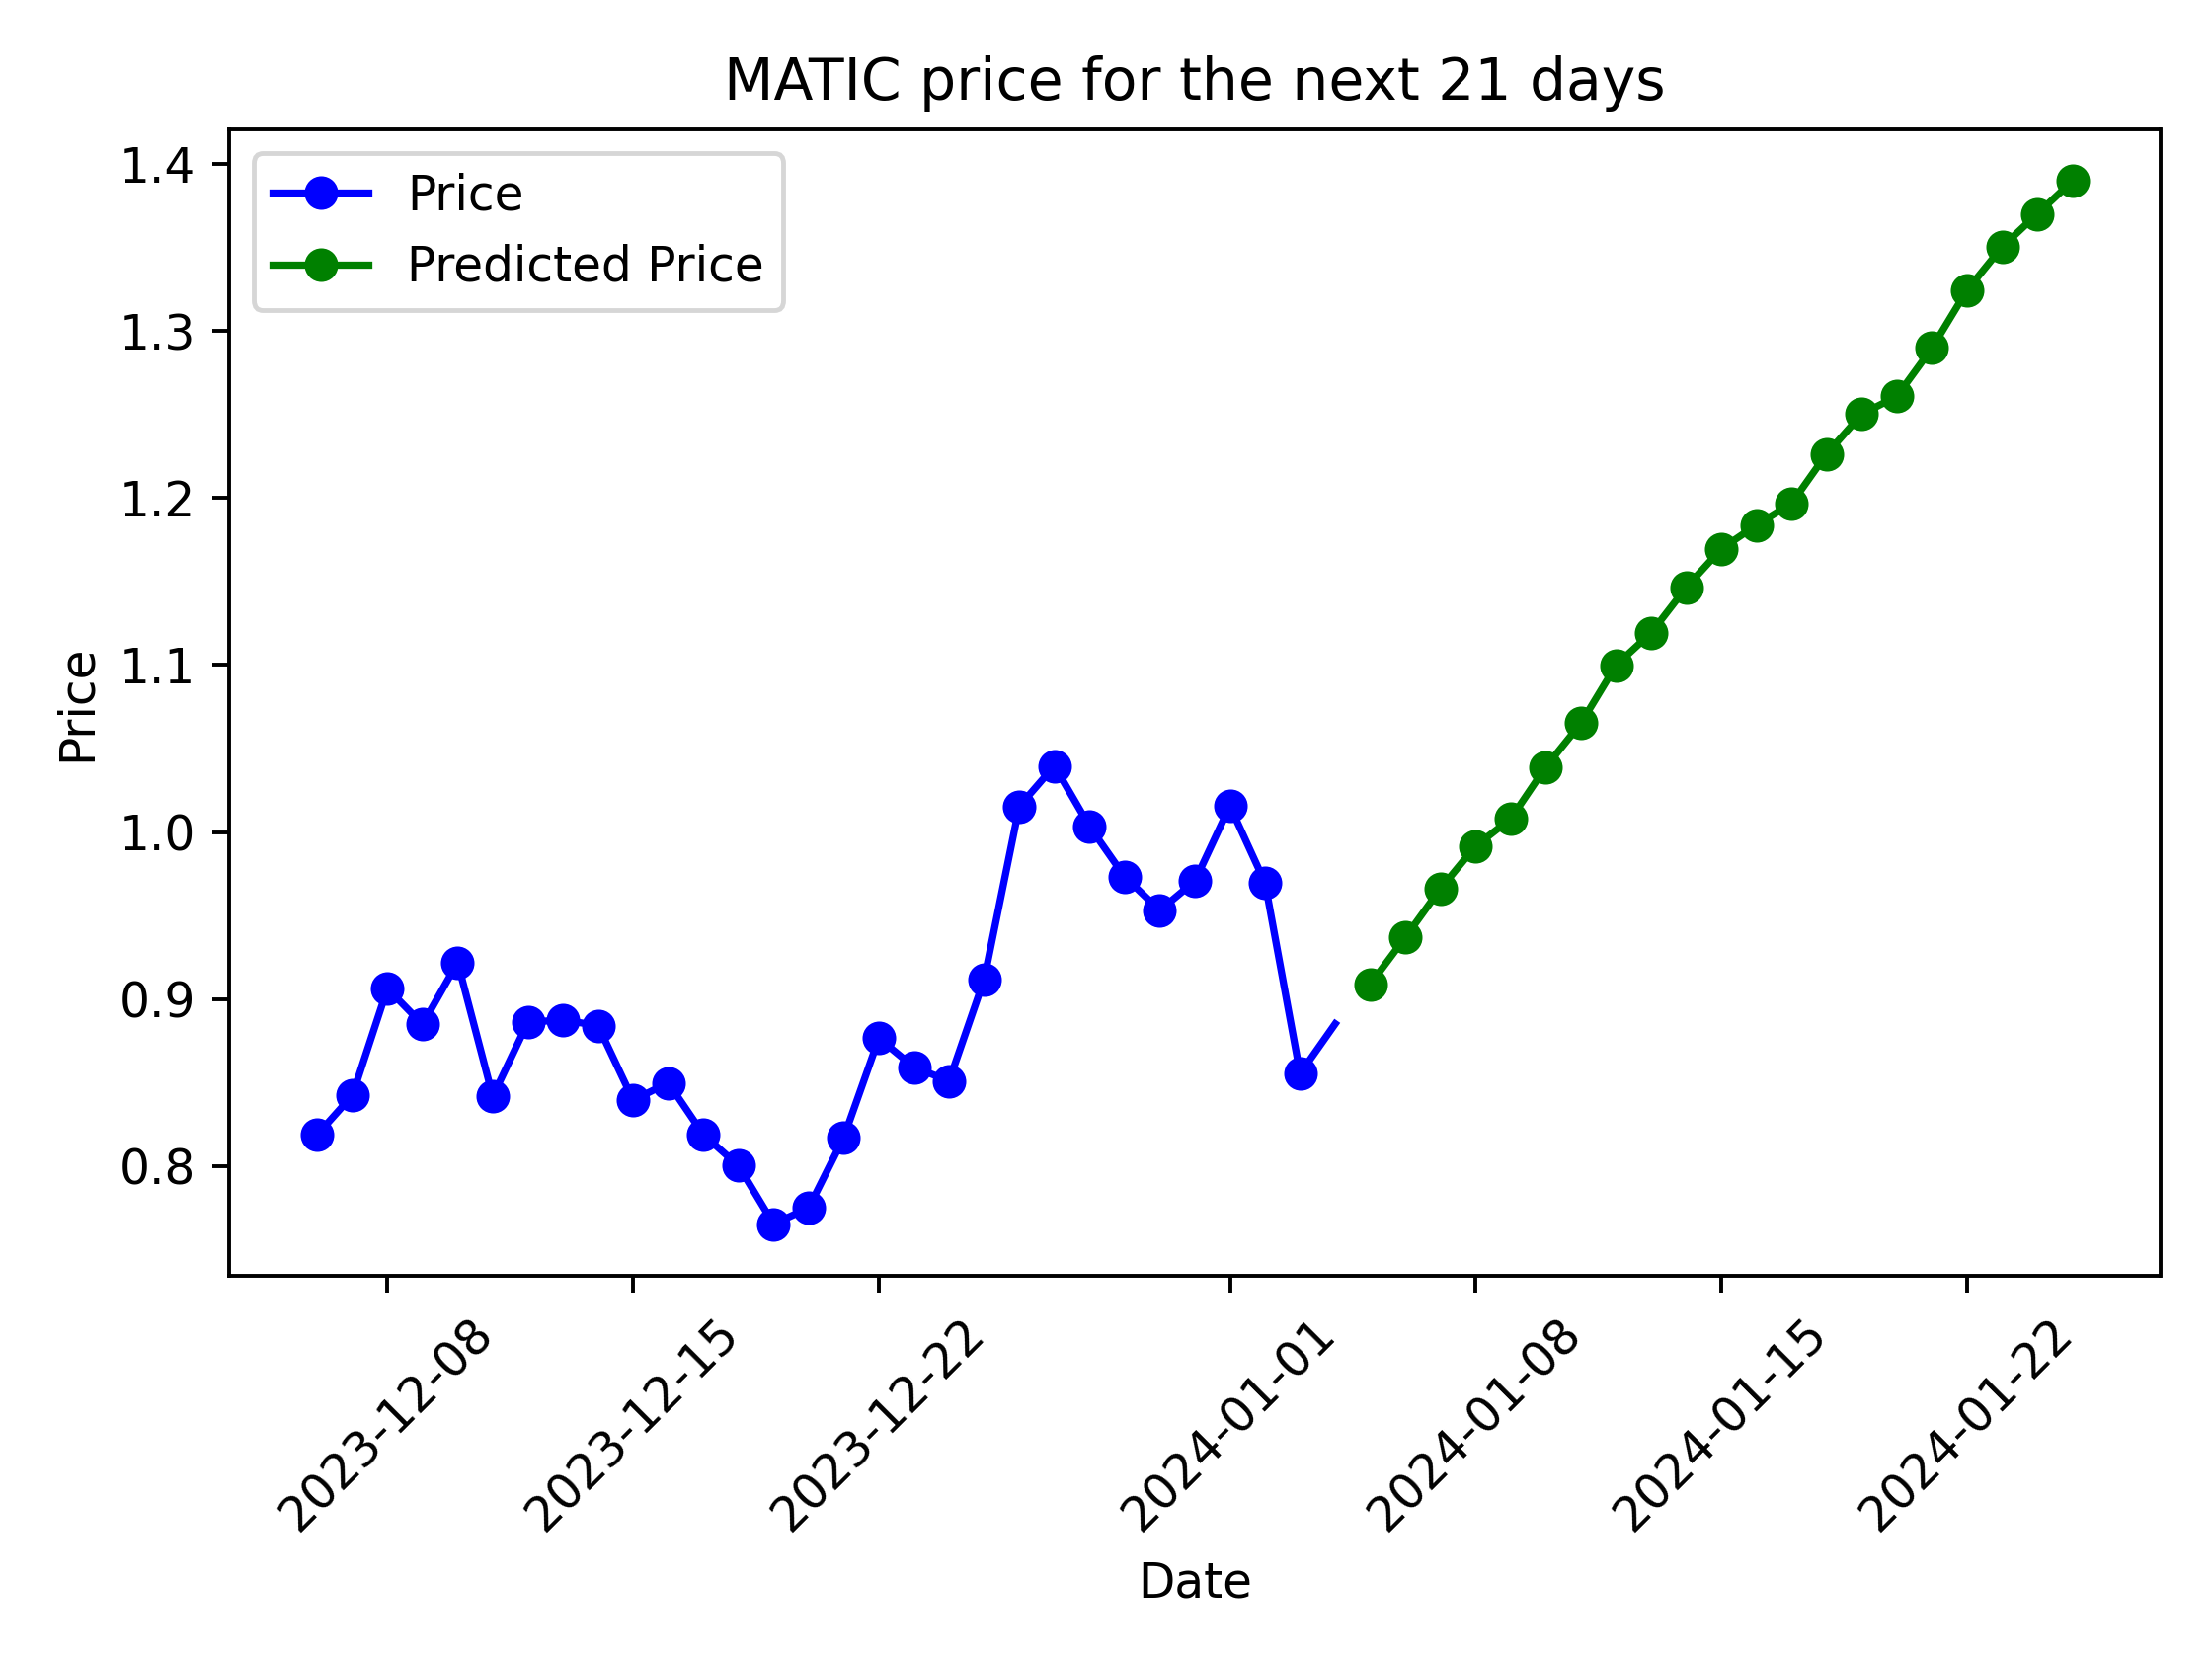 MATIC price for the next 21 days
Price
Predicted Price
1.4
1.3
1.2
1.1
1.0
0.9
0.8
Price
2023-12-08
2023-12-15
2023-12-22
2024-01-01
2024-01-08
2024-01-15
2024-01-22
Date